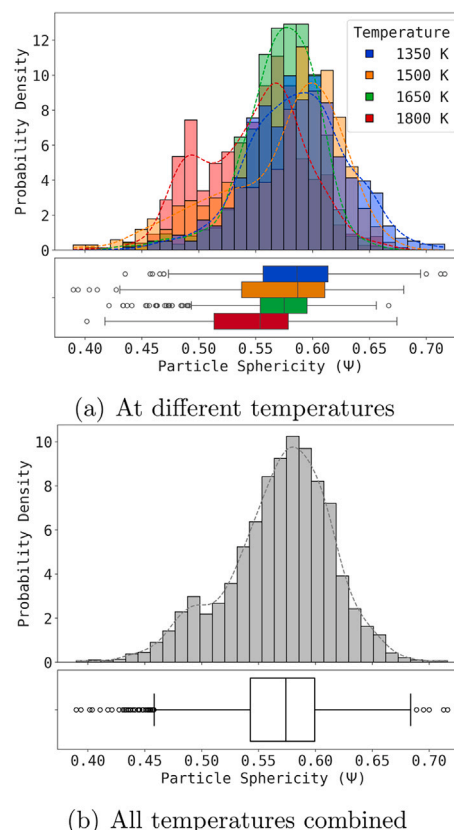 12
10
8
6
4
2
0
Probability Density
Temperature
1350 K
1500 K
1650 K
1800 K
0.40 0.45 0.50 0.55 0.60 0.65 0.70
Particle Sphericity (Ψ)
(a) At different temperatures
10
8
6
4
2
0
Probability Density
0.40 0.45 0.50 0.55 0.60 0.65 0.70
Particle Sphericity (Ψ)
(b) All temperatures combined